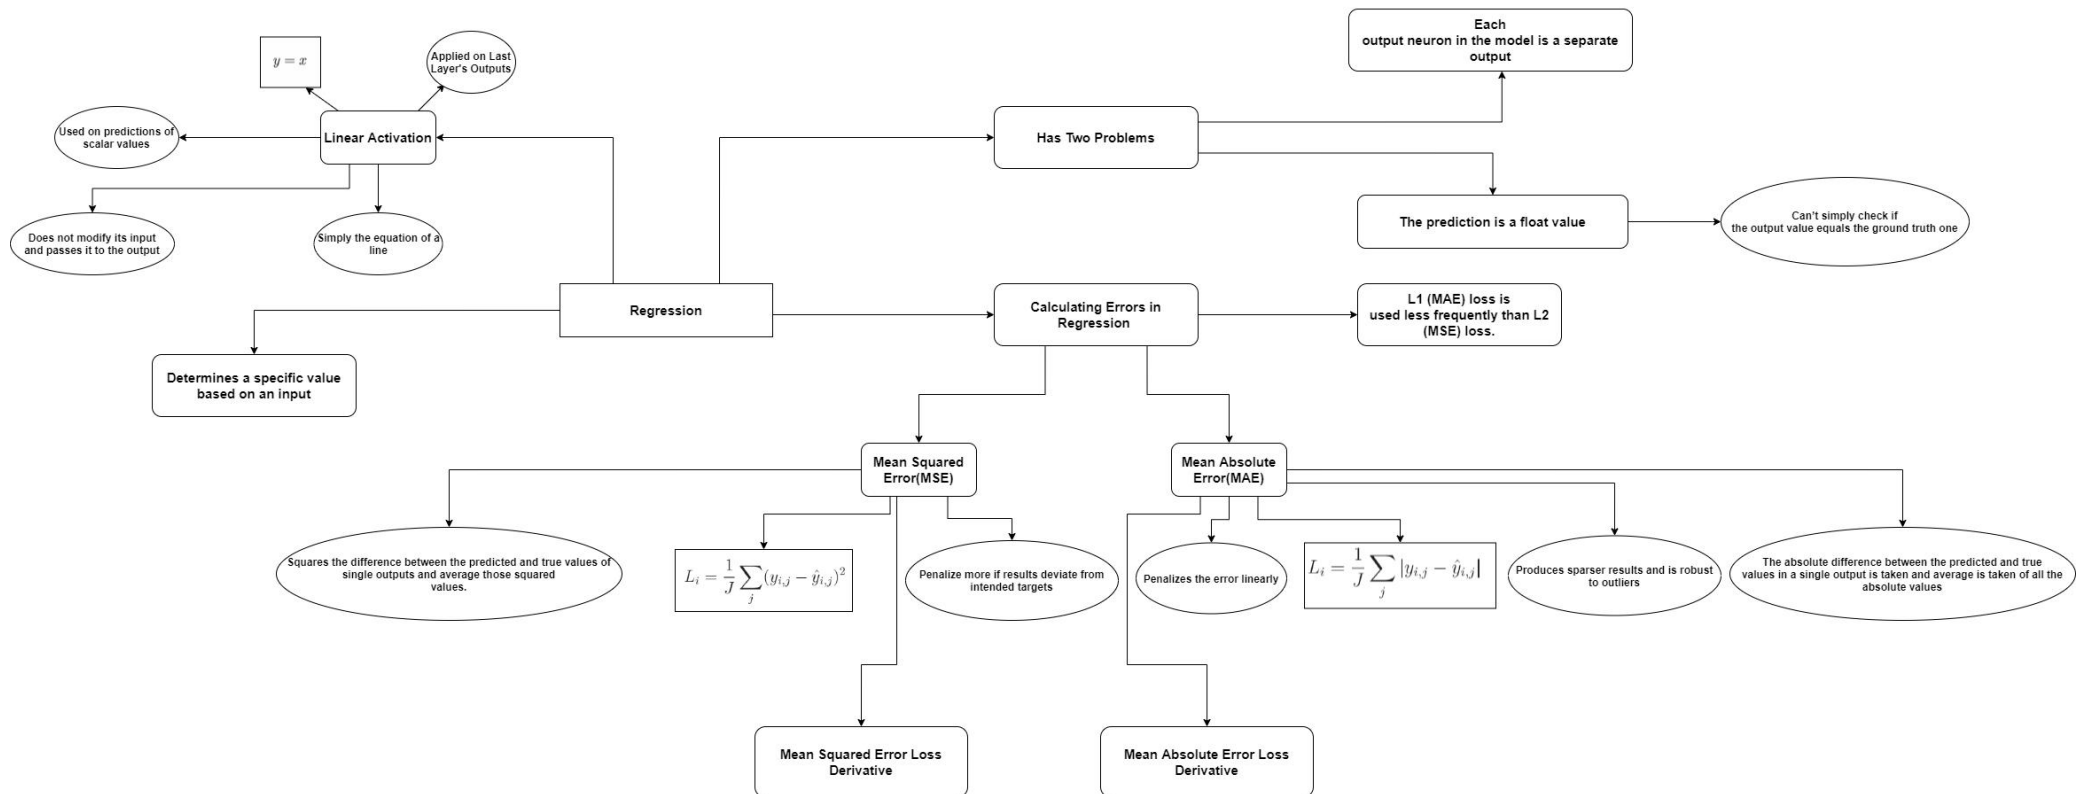 Each
output neuron in the model is a separate
output
y = x
Applied on Last
Layer's Outputs
Used on predictions of
scalar values
Linear Activation
Has Two Problems
Does not modify its input
and passes it to the output
Simply the equation of a
line
The prediction is a float value
Can't simply check if
the output value equals the ground truth one
Regression
Calculating Errors in
Regression
L1 (MAE) loss is
used less frequently than L2
(MSE) loss.
Determines a specific value
based on an input
Mean Squared
Error(MSE)
Mean Absolute
Error(MAE)
Squares the difference between the predicted and true values of
single outputs and average those squared
values.
L_i = \frac{1}{J} \sum_j (y_{i,j} - \hat{y}_{i,j})^2
Penalize more if results deviate from
intended targets
Penalizes the error linearly
L_i = \frac{1}{J} \sum_j |y_{i,j} - \hat{y}_{i,j}|
Produces sparser results and is robust
to outliers
The absolute difference between the predicted and true
values in a single output is taken and average is taken of all the
absolute values
Mean Squared Error Loss
Derivative
Mean Absolute Error Loss
Derivative